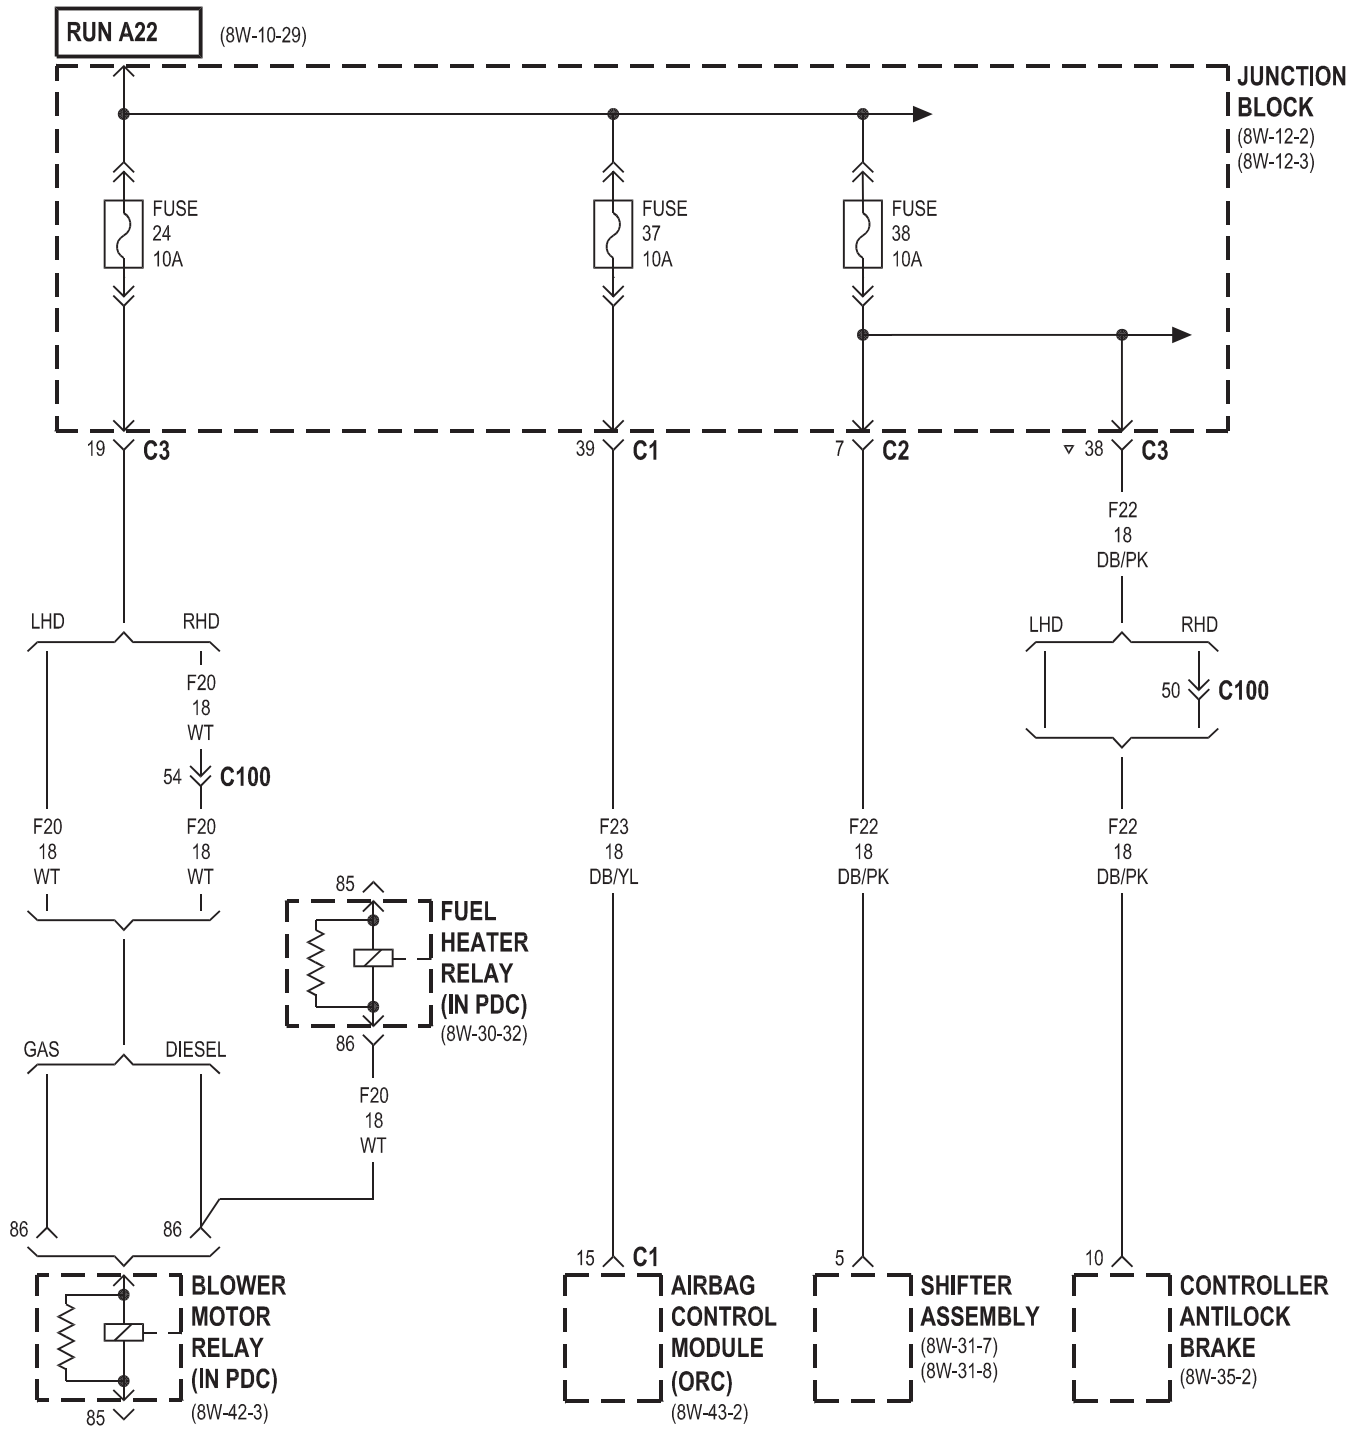 RUN A22
(8W-10-29)
JUNCTION
BLOCK
(8W-12-2)
(8W-12-3)
FUSE
24
10A
FUSE
37
10A
FUSE
38
10A
19
C3
39
C1
7
C2
38
C3
F22
18
DB/PK
LHD
RHD
F20
18
WT
54
C100
LHD
RHD
50
C100
F20
18
WT
F20
18
WT
F23
18
DB/YL
F22
18
DB/PK
F22
18
DB/PK
85
FUEL
HEATER
RELAY
(IN PDC)
(8W-30-32)
86
GAS
DIESEL
F20
18
WT
86
86
15
C1
5
10
BLOWER
MOTOR
RELAY
(IN PDC)
(8W-42-3)
85
AIRBAG
CONTROL
MODULE
(ORC)
(8W-43-2)
SHIFTER
ASSEMBLY
(8W-31-7)
(8W-31-8)
CONTROLLER
ANTILOCK
BRAKE
(8W-35-2)